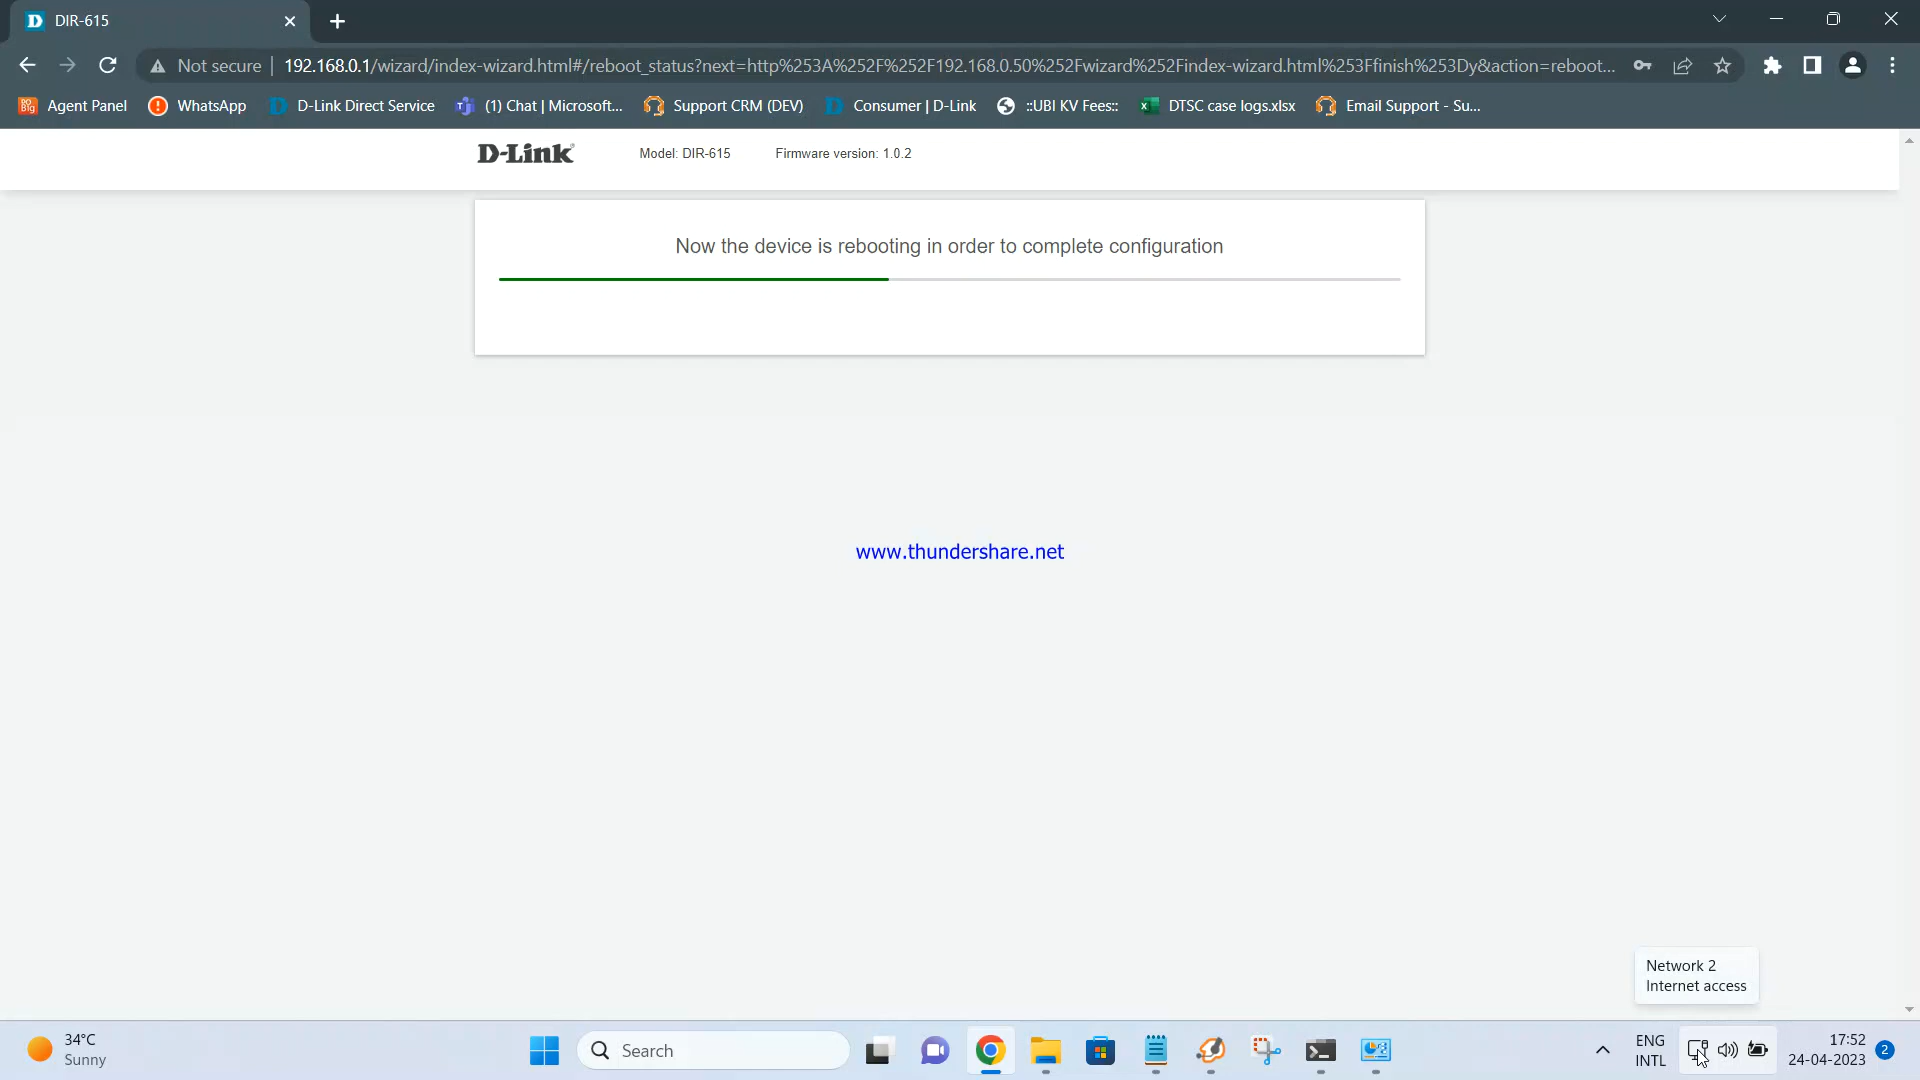 DIR-615
Not secure
192.168.0.1/wizard/index-wizard.html#/reboot_status?next=http%253A%252F%252F192.168.0.50%252Fwizard%252Findex-wizard.html%253Ffinish%253Dy&action=reboot...
Agent Panel
WhatsApp
D-Link Direct Service
(1) Chat | Microsoft...
Support CRM (DEV)
Consumer | D-Link
::UBI KV Fees::
DTSC case logs.xlsx
Email Support - Su...
D-Link
Model: DIR-615
Firmware version: 1.0.2
Now the device is rebooting in order to complete configuration
www.thundershare.net
Network 2
Internet access
34°C
Sunny
Search
ENG
INTL
17:52
24-04-2023
2